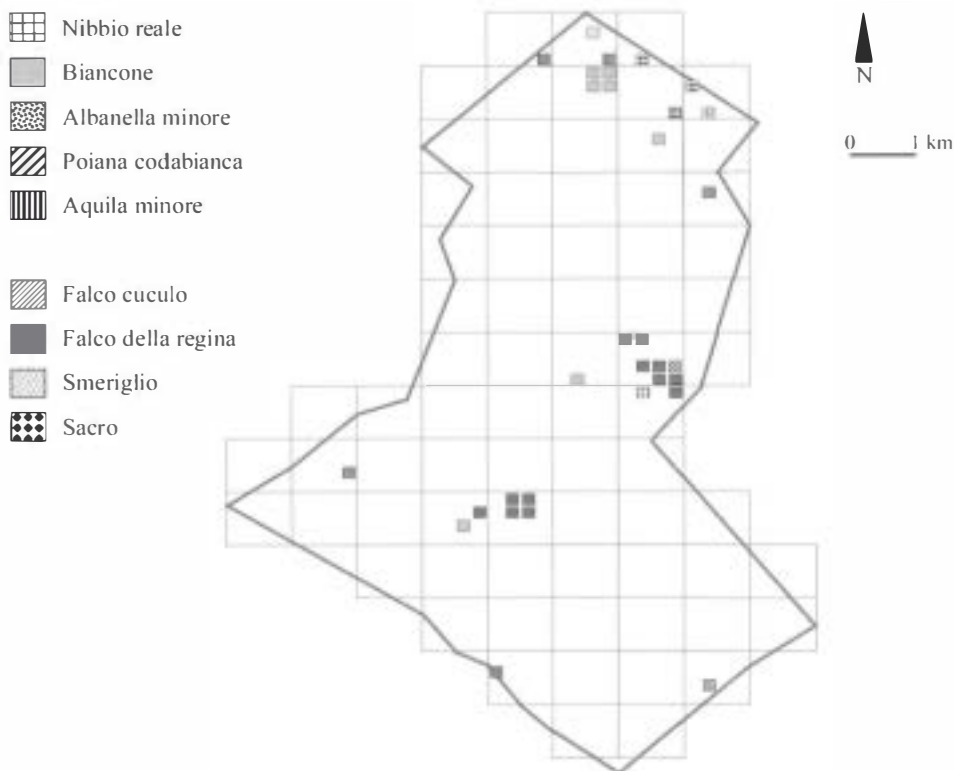 Nibbio reale
Biancone
Albanella minore
Poiana codabianca
Aquila minore
Falco cuculo
Falco della regina
Smeriglio
Sacro
N
0 1 km